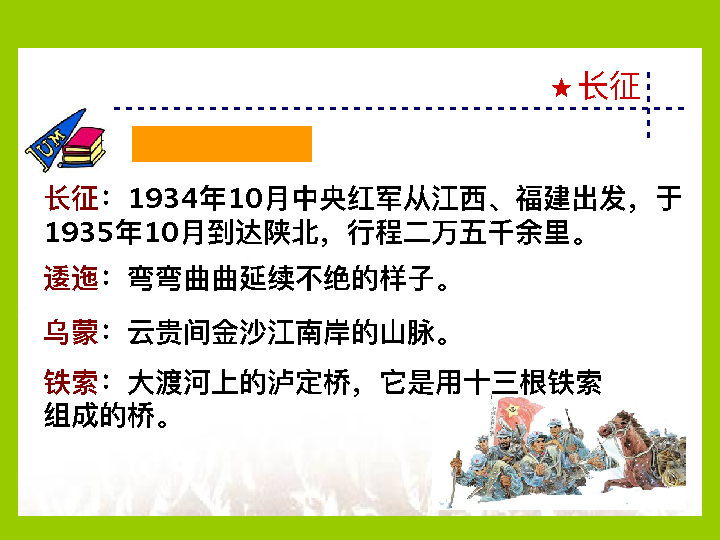 ★长征
UM
长征：1934年10月中央红军从江西、福建出发，于
1935年10月到达陕北，行程二万五千余里。
逶迤：弯弯曲曲延续不绝的样子。
乌蒙：云贵间金沙江南岸的山脉。
铁索：大渡河上的泸定桥，它是用十三根铁索
组成的桥。